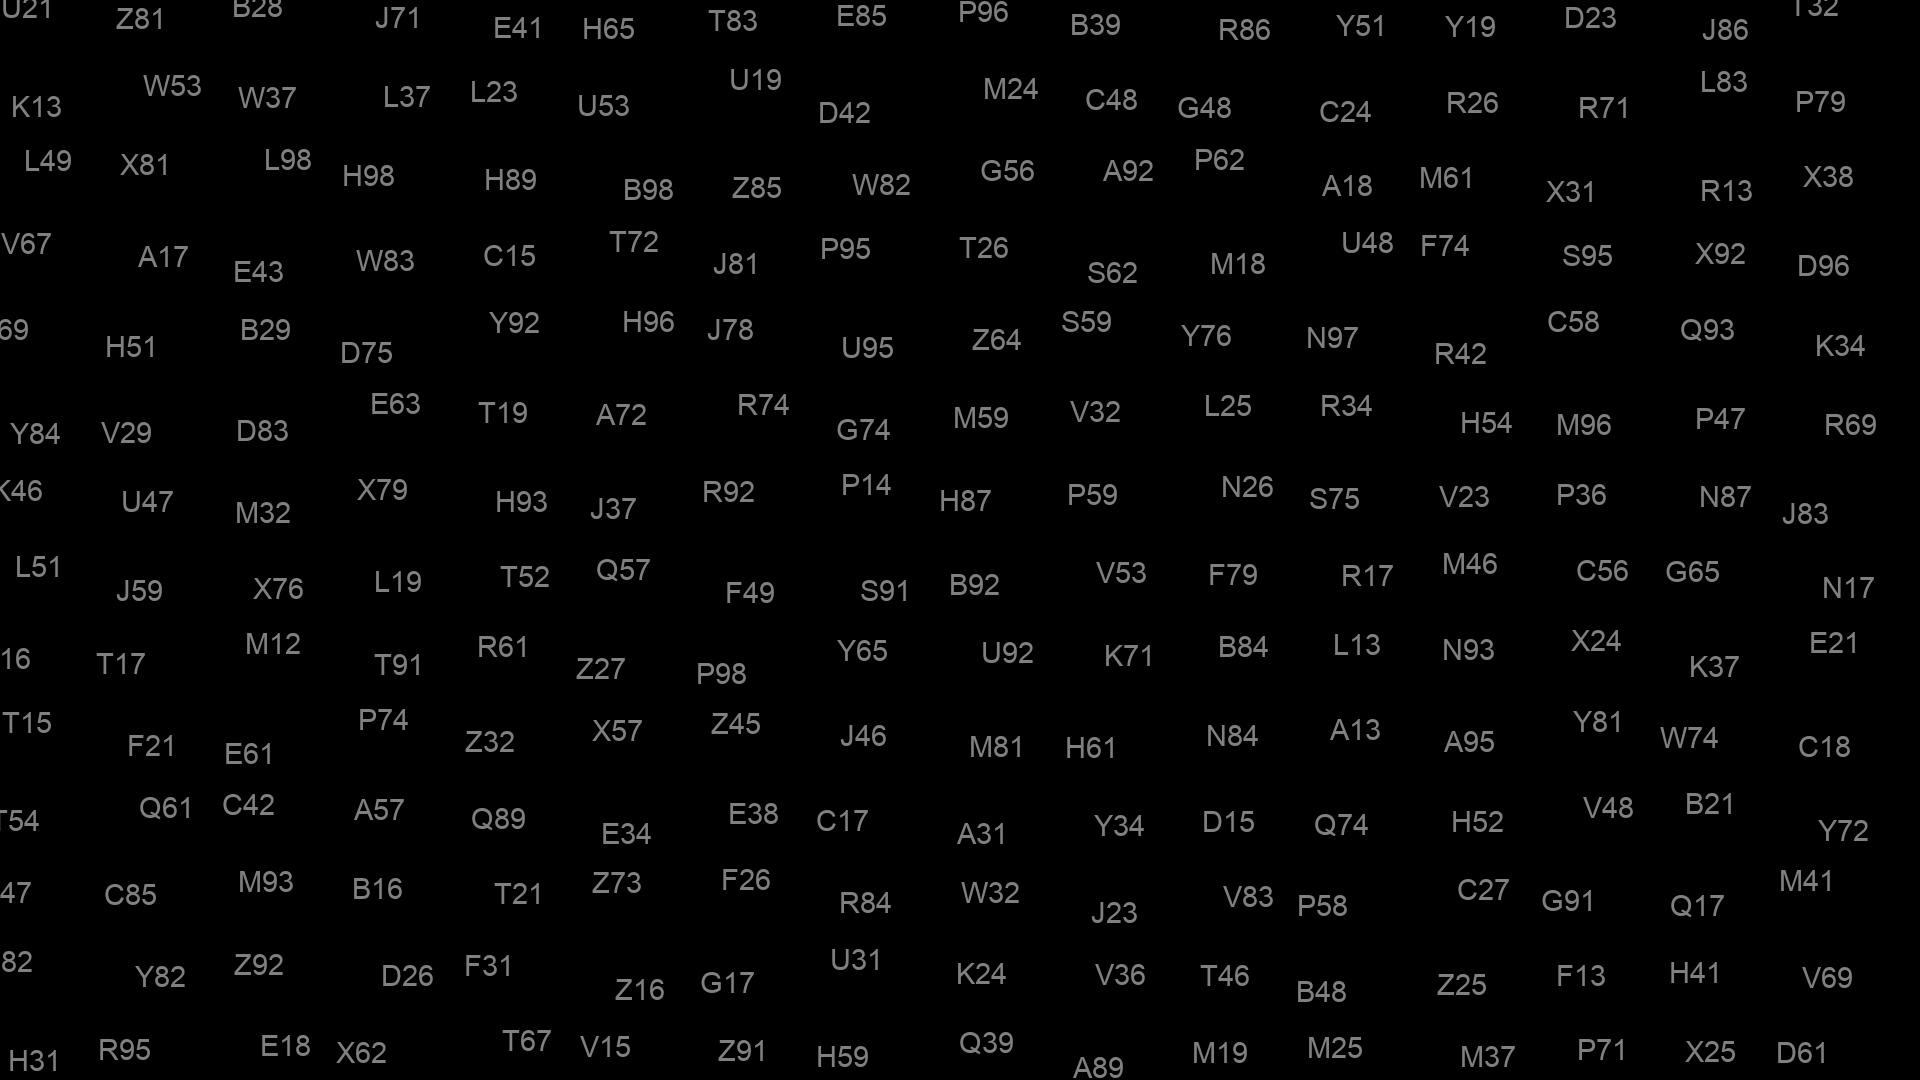 U21 Z81 B28 J71 E41 H65 T83 E85 P96 B39 R86 Y51 Y19 D23 J86 T32
K13 W53 W37 L37 L23 U53 U19 D42 M24 C48 G48 C24 R26 R71 L83 P79
L49 X81 L98 H98 H89 B98 Z85 W82 G56 A92 P62 A18 M61 X31 R13 X38
V67 A17 E43 W83 C15 T72 J81 P95 T26 S62 M18 U48 F74 S95 X92 D96
69 H51 B29 D75 Y92 H96 J78 U95 Z64 S59 Y76 N97 R42 C58 Q93 K34
Y84 V29 D83 E63 T19 A72 R74 G74 M59 V32 L25 R34 H54 M96 P47 R69
K46 U47 M32 X79 H93 J37 R92 P14 H87 P59 N26 S75 V23 P36 N87 J83
L51 J59 X76 L19 T52 Q57 F49 S91 B92 V53 F79 R17 M46 C56 G65 N17
16 T17 M12 T91 R61 Z27 P98 Y65 U92 K71 B84 L13 N93 X24 K37 E21
T15 F21 E61 P74 Z32 X57 Z45 J46 M81 H61 N84 A13 A95 Y81 W74 C18
T54 Q61 C42 A57 Q89 E34 E38 C17 A31 Y34 D15 Q74 H52 V48 B21 Y72
47 C85 M93 B16 T21 Z73 F26 R84 W32 J23 V83 P58 C27 G91 Q17 M41
82 Y82 Z92 D26 F31 Z16 G17 U31 K24 V36 T46 B48 Z25 F13 H41 V69
H31 R95 E18 X62 T67 V15 Z91 H59 Q39 A89 M19 M25 M37 P71 X25 D61